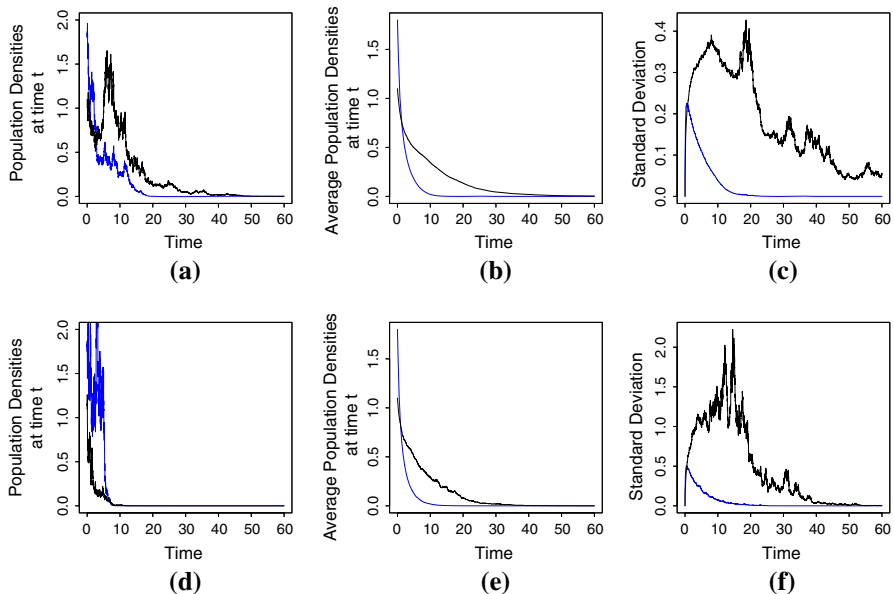 Population Densities
at time t
0.0 0.5 1.0 1.5 2.0
0 10 20 30 40 50 60
Time
(a)
Average Population Densities
at time t
0.0 0.5 1.0 1.5
0 10 20 30 40 50 60
Time
(b)
Standard Deviation
0.0 0.1 0.2 0.3 0.4
0 10 20 30 40 50 60
Time
(c)
Population Densities
at time t
0.0 0.5 1.0 1.5 2.0
0 10 20 30 40 50 60
Time
(d)
Average Population Densities
at time t
0.0 0.5 1.0 1.5
0 10 20 30 40 50 60
Time
(e)
Standard Deviation
0.0 0.5 1.0 1.5 2.0
0 10 20 30 40 50 60
Time
(f)